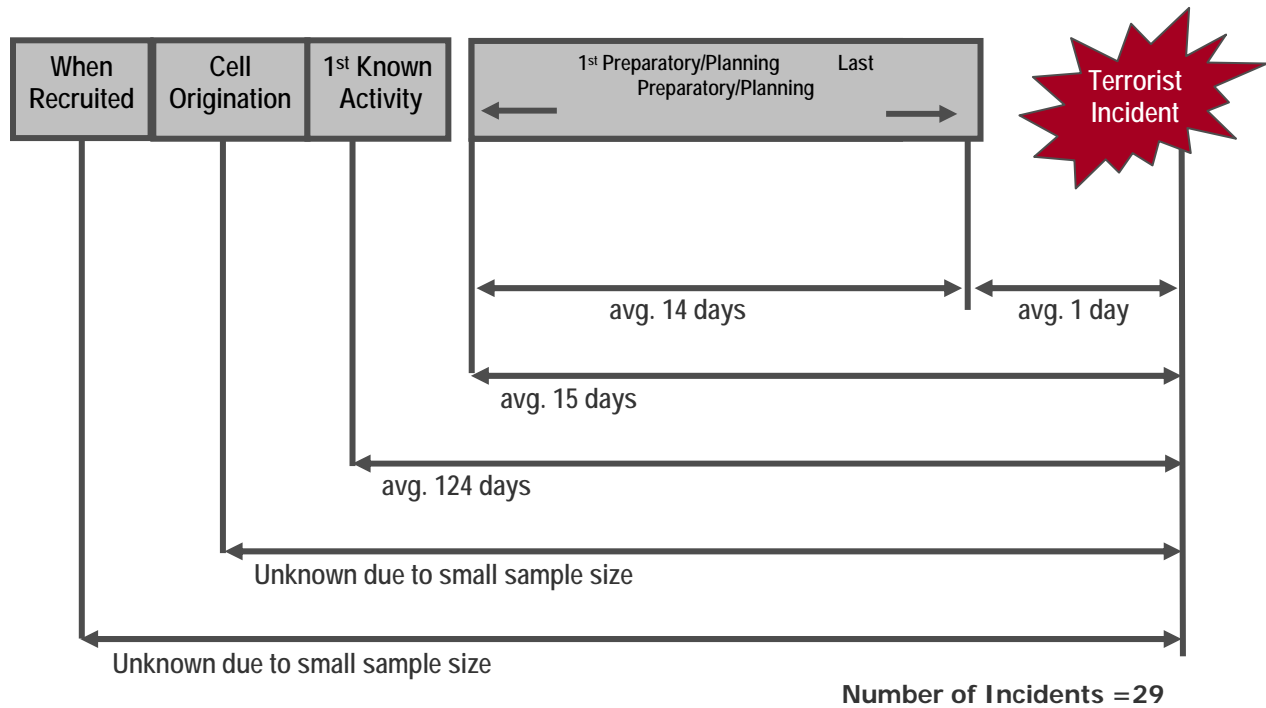 When
Recruited
Cell
Origination
1st Known
Activity
1st Preparatory/Planning Last
Preparatory/Planning
Terrorist
Incident
avg. 14 days
avg. 1 day
avg. 15 days
avg. 124 days
Unknown due to small sample size
Unknown due to small sample size
Number of Incidents =29